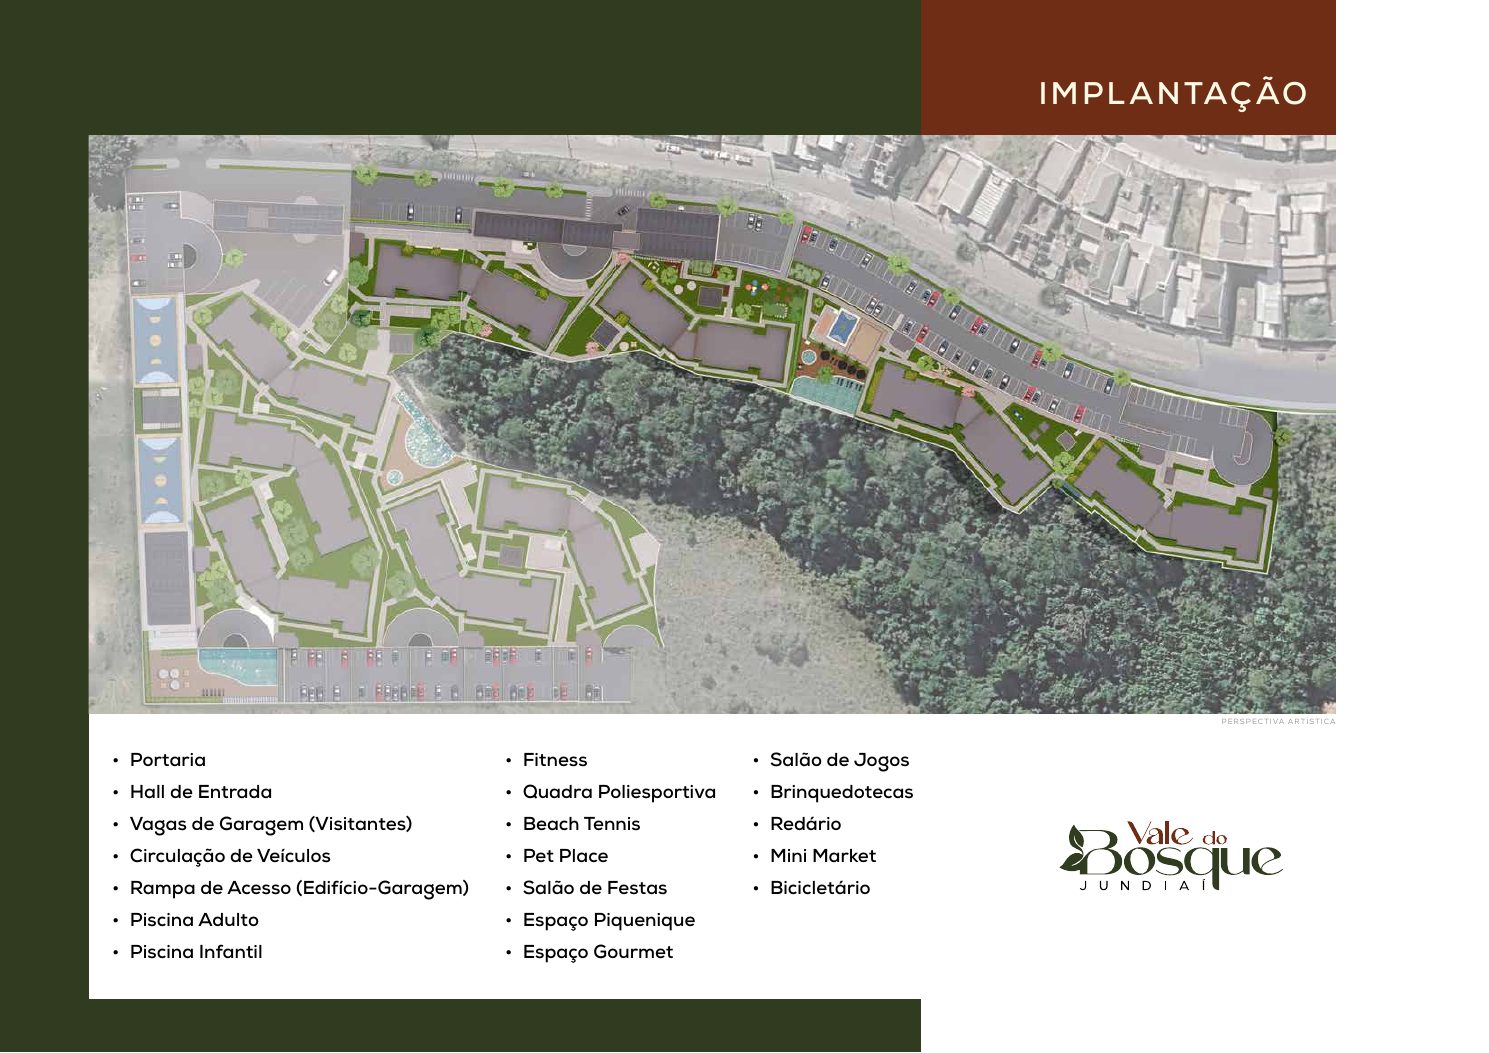 IMPLANTAÇÃO
PERSPECTIVA ARTÍSTICA
• Portaria
• Hall de Entrada
• Vagas de Garagem (Visitantes)
• Circulação de Veículos
• Rampa de Acesso (Edifício-Garagem)
• Piscina Adulto
• Piscina Infantil
• Fitness
• Quadra Poliesportiva
• Beach Tennis
• Pet Place
• Salão de Festas
• Espaço Piquenique
• Espaço Gourmet
• Salão de Jogos
• Brinquedotecas
• Redário
• Mini Market
• Bicicletário
Vale do
Bosque
JUNDIAÍ